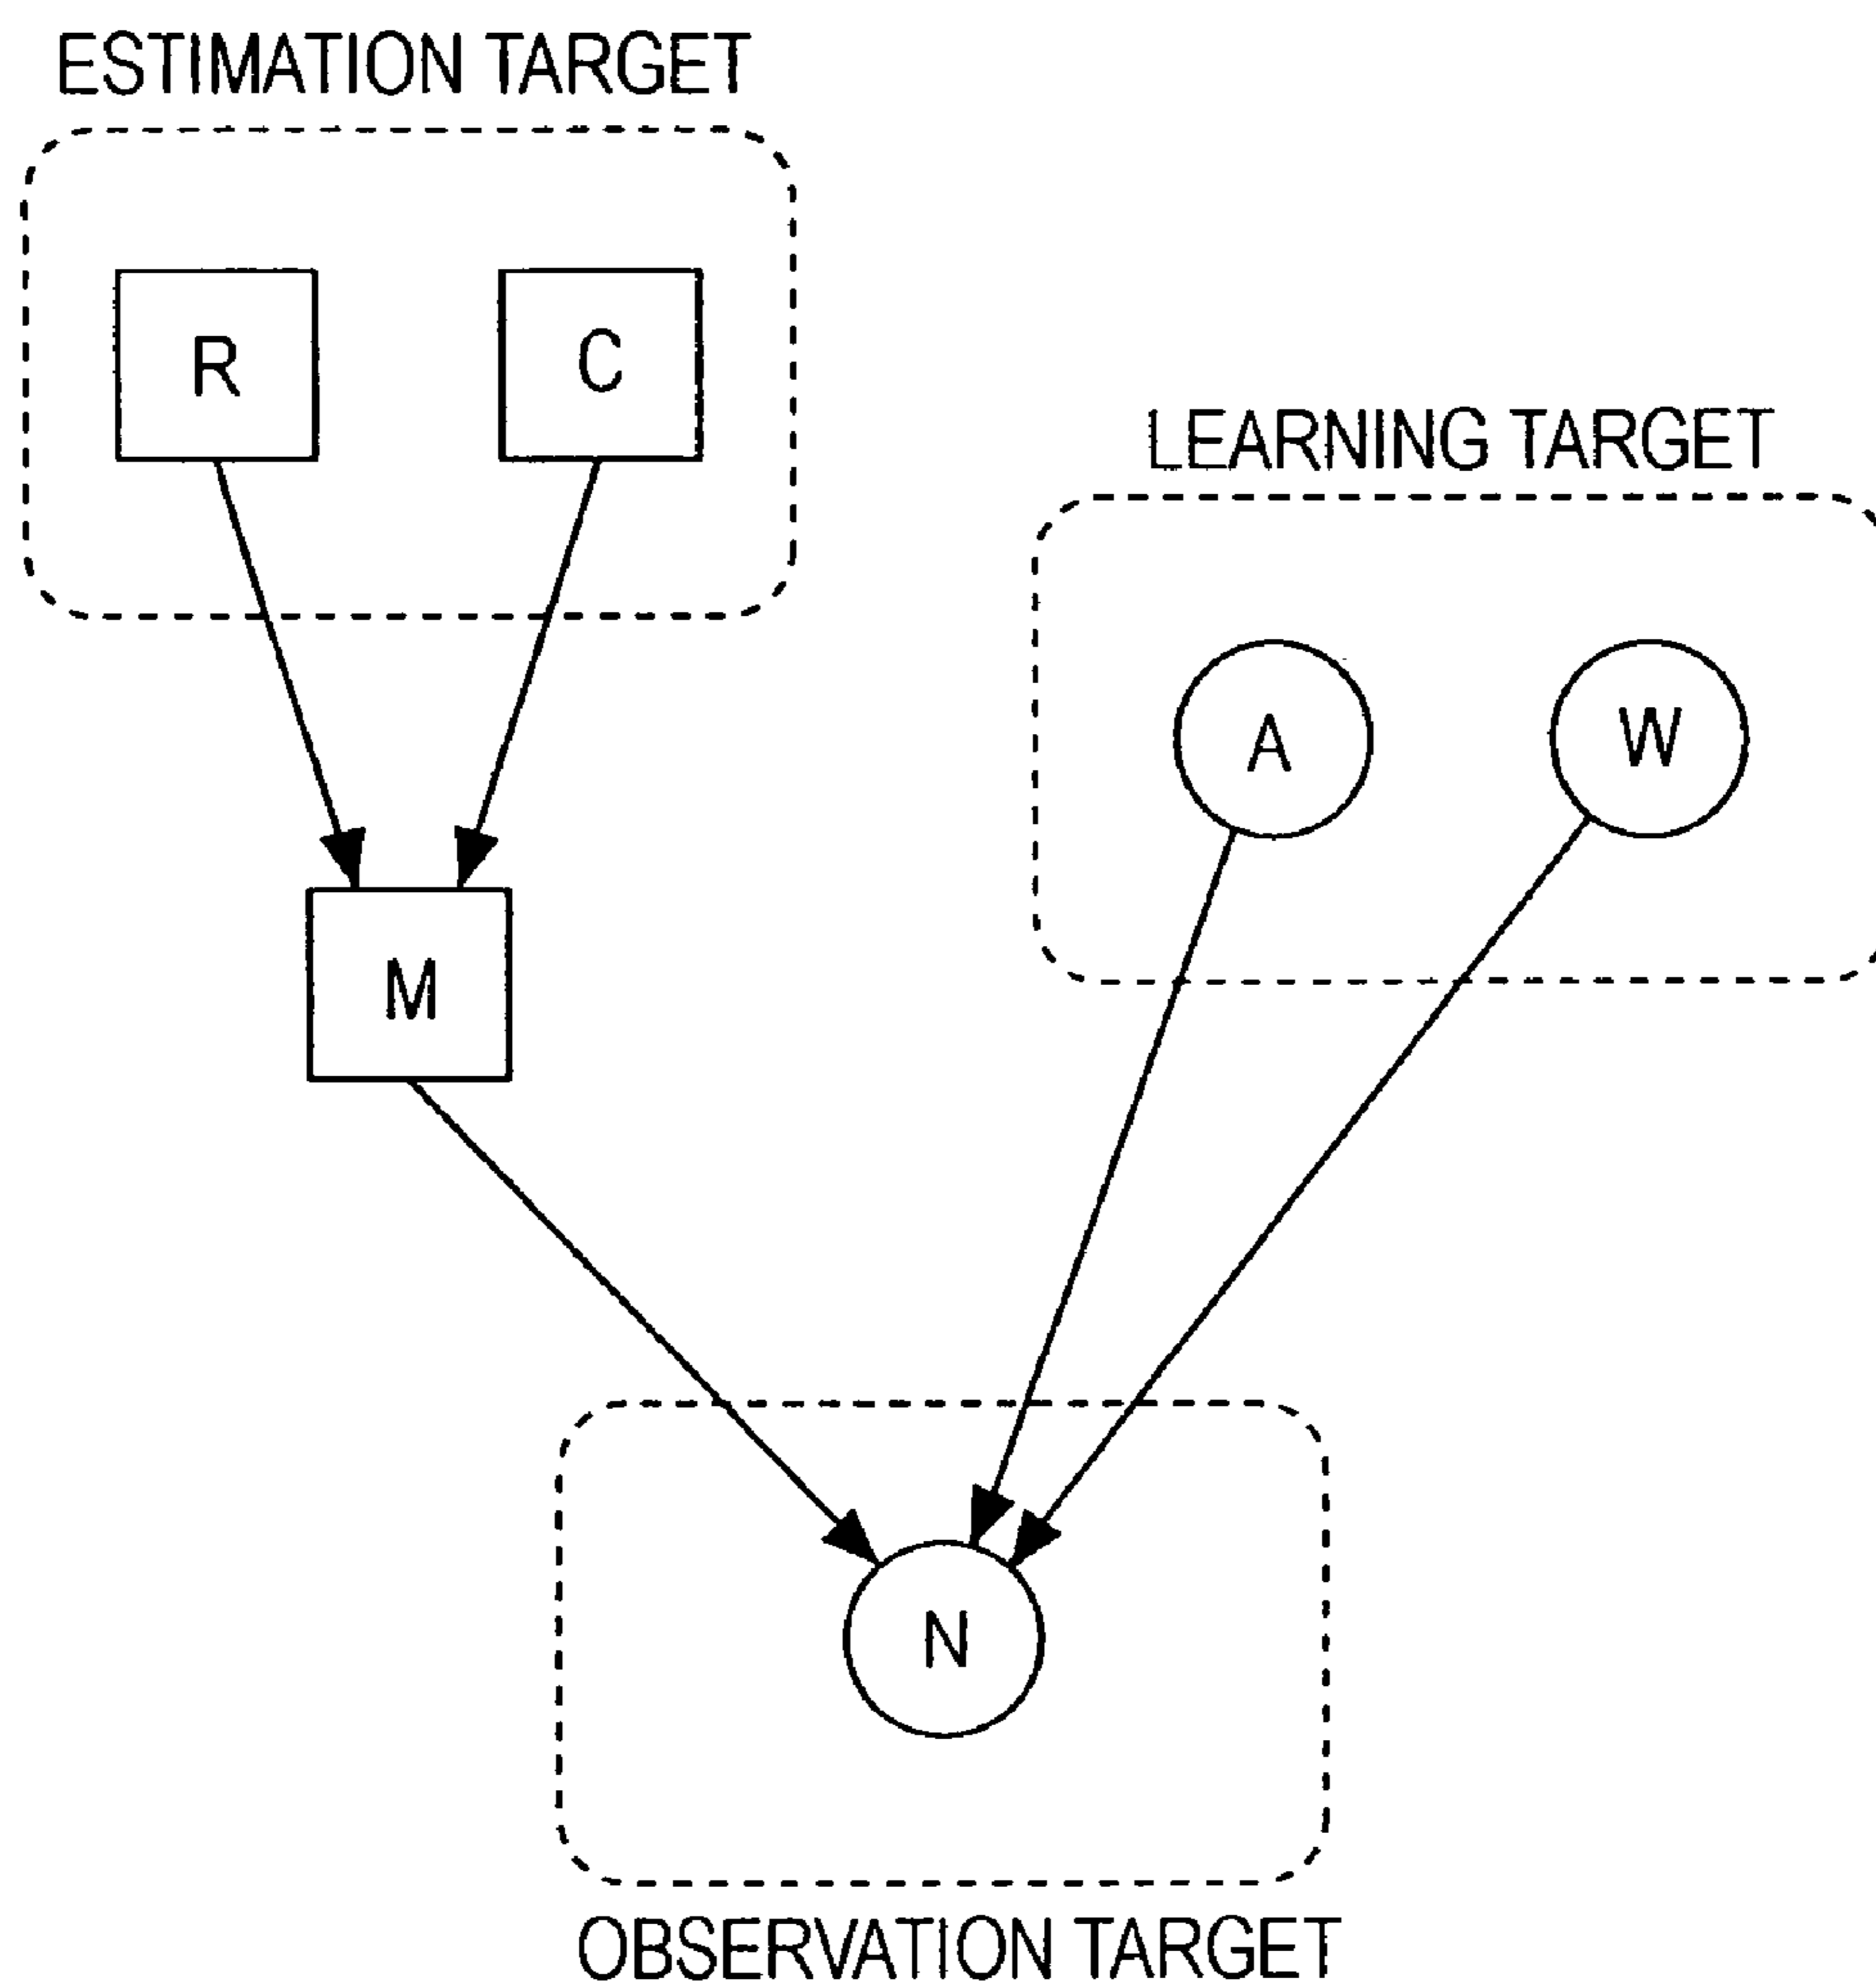 ESTIMATION TARGET
R C
LEARNING TARGET
A W
M
N
OBSERVATION TARGET